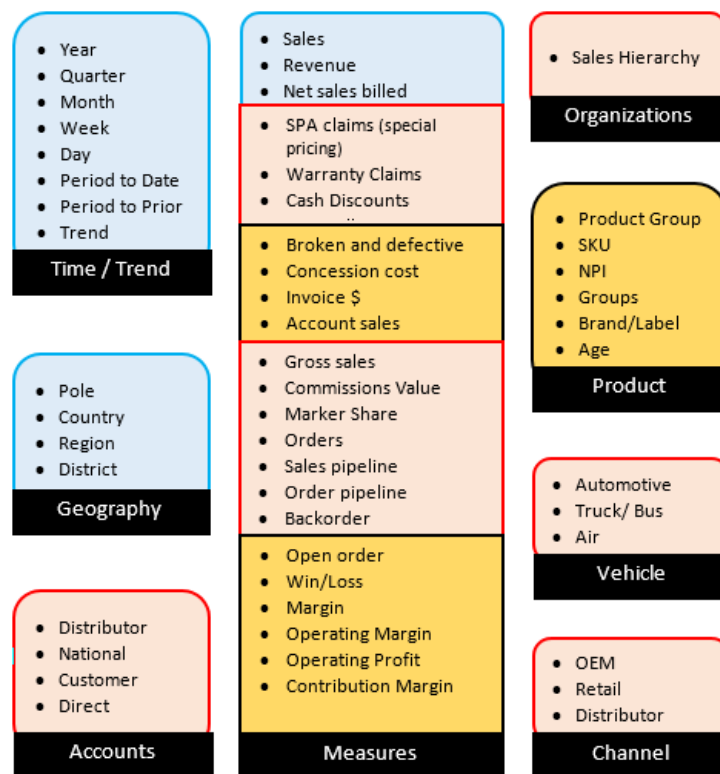 Year
Quarter
Month
Week
Day
Period to Date
Period to Prior
Trend
Time / Trend
Pole
Country
Region
District
Geography
Distributor
National
Customer
Direct
Accounts
Sales
Revenue
Net sales billed
SPA claims (special
pricing)
Warranty Claims
Cash Discounts
Broken and defective
Concession cost
Invoice $
Account sales
Gross sales
Commissions Value
Marker Share
Orders
Sales pipeline
Order pipeline
Backorder
Open order
Win/Loss
Margin
Operating Margin
Operating Profit
Contribution Margin
Measures
Sales Hierarchy
Organizations
Product Group
SKU
NPI
Groups
Brand/Label
Age
Product
Automotive
Truck/ Bus
Air
Vehicle
OEM
Retail
Distributor
Channel